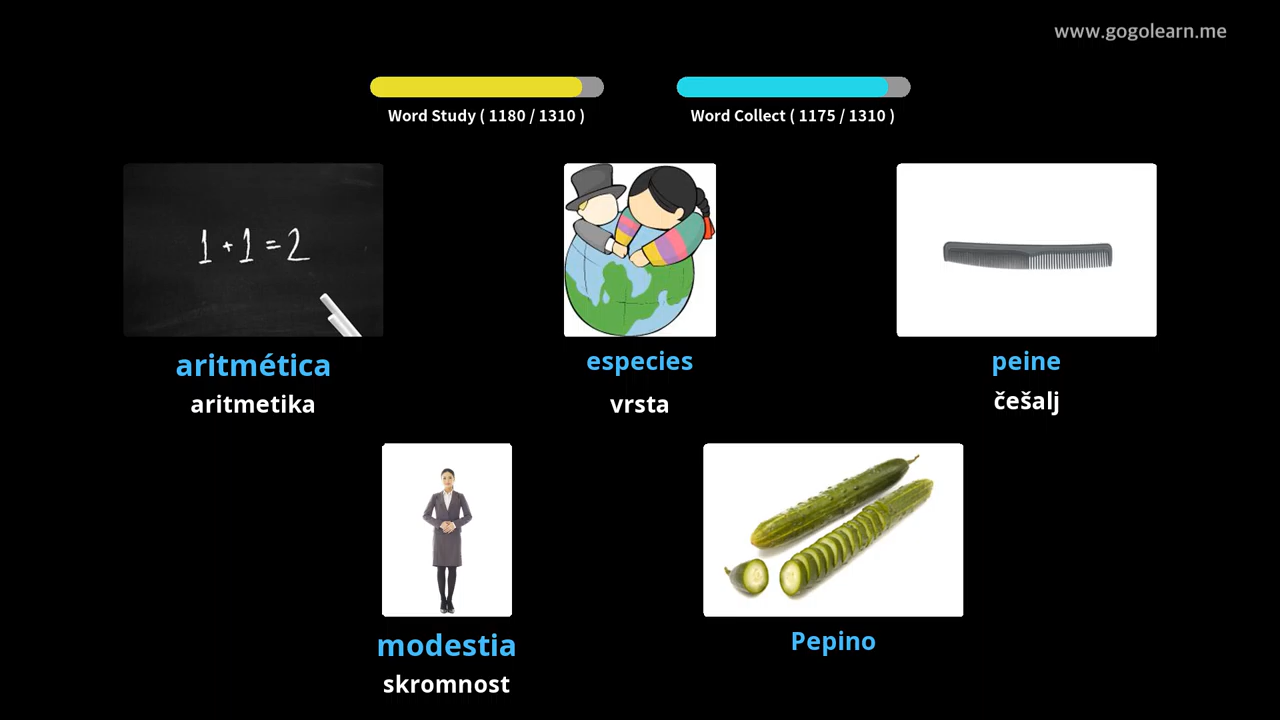 www.gogolearn.me
Word Study ( 1180 / 1310 )
Word Collect ( 1175 / 1310 )
1 + 1 = 2
aritmética
aritmetika
especies
vrsta
peine
češalj
modestia
skromnost
Pepino